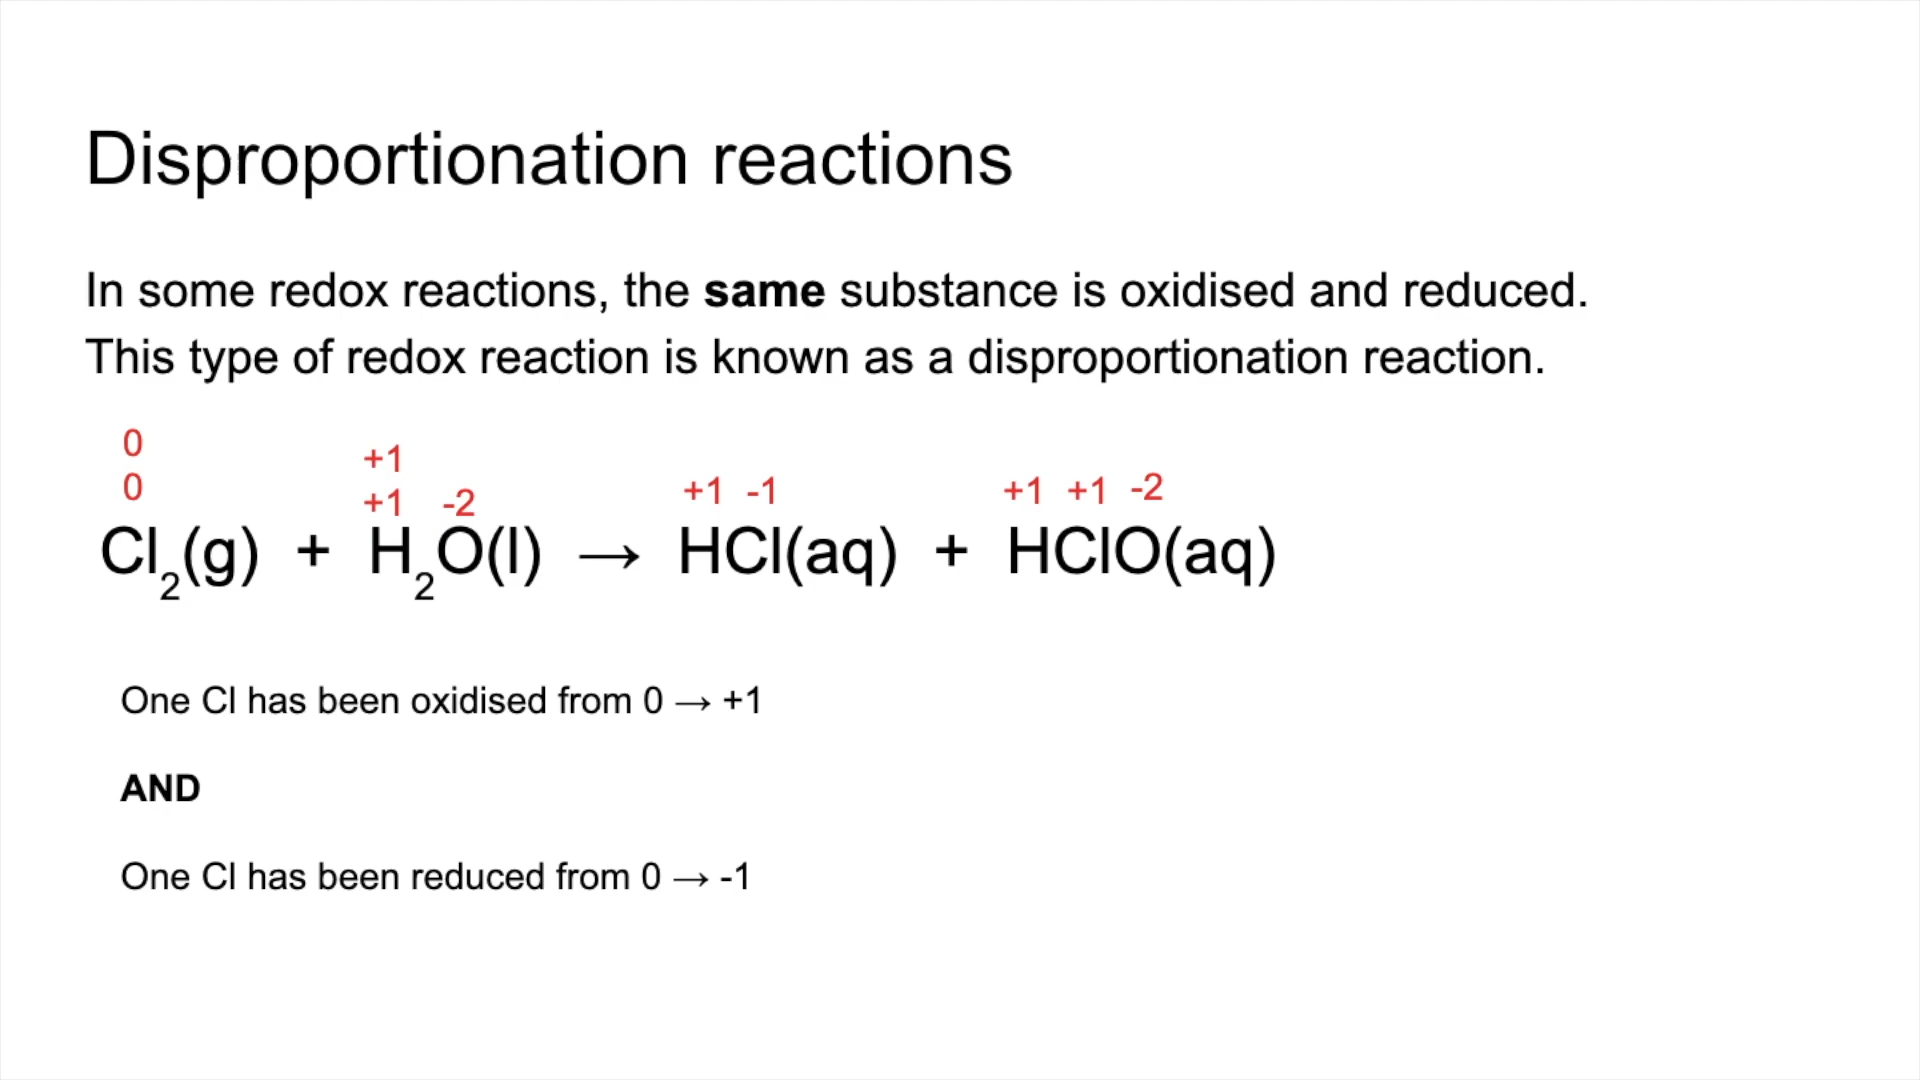 Disproportionation reactions
In some redox reactions, the same substance is oxidised and reduced.
This type of redox reaction is known as a disproportionation reaction.
0 +1
0 +1 -2 +1 -1 +1 +1 -2
Cl₂(g) + H₂O(l) → HCl(aq) + HClO(aq)
One Cl has been oxidised from 0 → +1
AND
One Cl has been reduced from 0 → -1